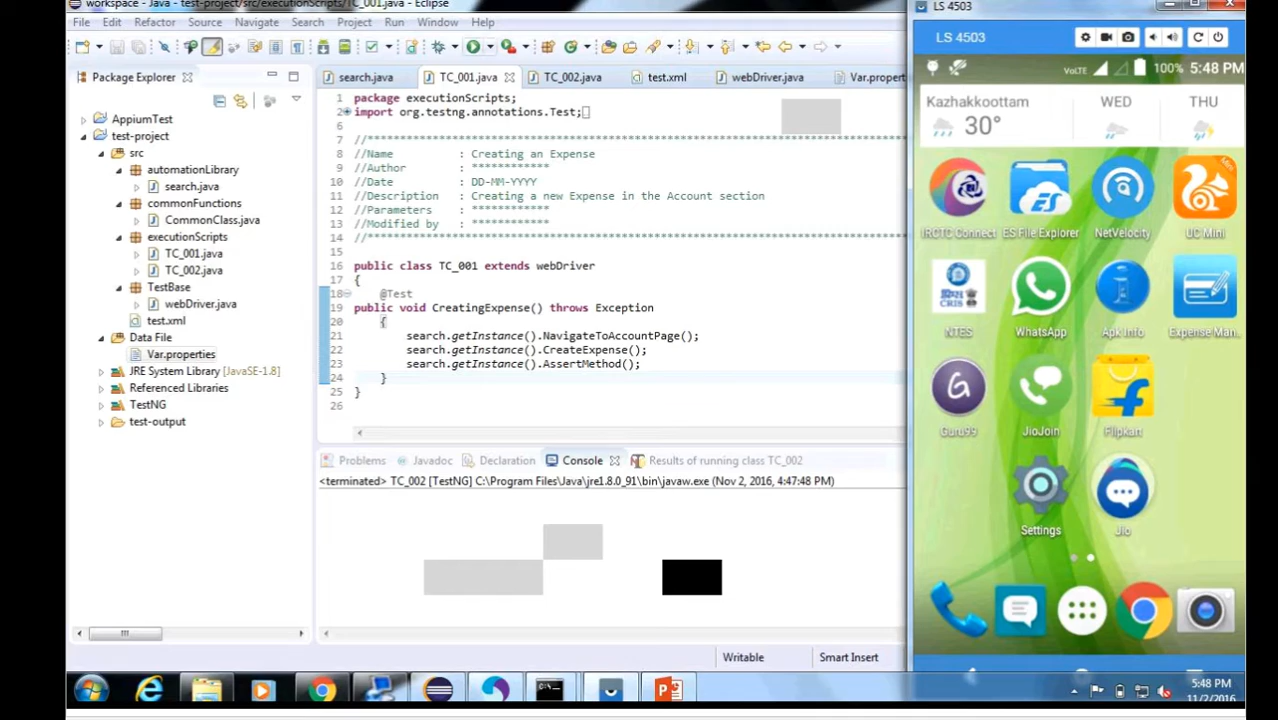 workspace - Java - test-project/src/executionScripts/TC_001.java - Eclipse
File Edit Refactor Source Navigate Search Project Run Window Help
Package Explorer
AppiumTest
test-project
src
automationLibrary
search.java
commonFunctions
CommonClass.java
executionScripts
TC_001.java
TC_002.java
TestBase
webDriver.java
test.xml
Data File
Var.properties
JRE System Library [JavaSE-1.8]
Referenced Libraries
TestNG
test-output
search.java TC_001.java TC_002.java test.xml webDriver.java Var.properti
1 package executionScripts;
2 import org.testng.annotations.Test;
6
7 //****************************************************************
8 //Name : Creating an Expense
9 //Author : ************
10 //Date : DD-MM-YYYY
11 //Description : Creating a new Expense in the Account section
12 //Parameters : ************
13 //Modified by : ************
14 //****************************************************************
15
16 public class TC_001 extends webDriver
17 {
18 @Test
19 public void CreatingExpense() throws Exception
20 {
21 search.getInstance().NavigateToAccountPage();
22 search.getInstance().CreateExpense();
23 search.getInstance().AssertMethod();
24 }
25 }
26
Problems Javadoc Declaration Console Results of running class TC_002
<terminated> TC_002 [TestNG] C:\Program Files\Java\jre1.8.0_91\bin\javaw.exe (Nov 2, 2016, 4:47:48 PM)
Writable Smart Insert
LS 4503
LS 4503
VoLTE 100% 5:48 PM
Kazhakkoottam WED THU
30°
IRCTC Connect ES File Explorer NetVelocity UC Mini
NTES WhatsApp Apk Info Expense Man..
Guru99 JioJoin Flipkart
Settings Jio
5:48 PM
11/2/2016